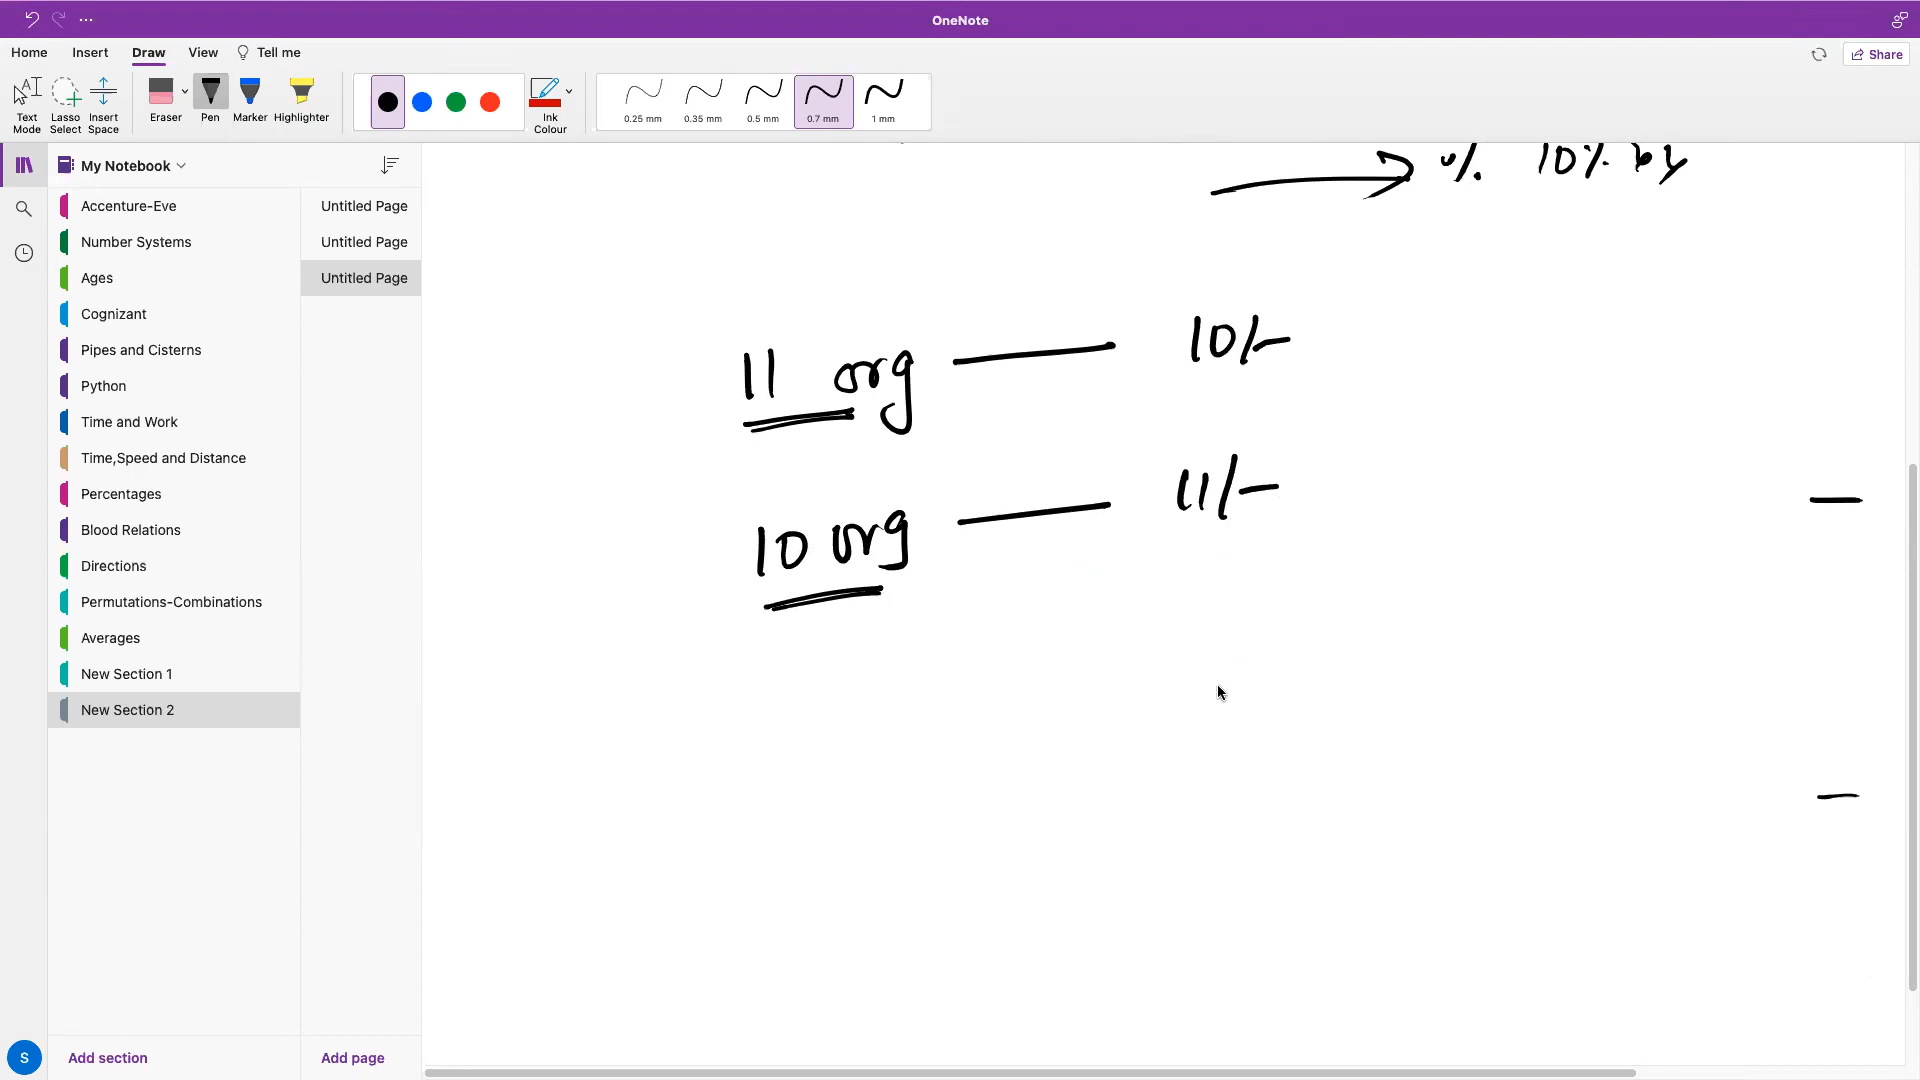 OneNote
Home Insert Draw View Tell me
Share
Text Mode
Lasso Select
Insert Space
Eraser
Pen
Marker
Highlighter
Ink Colour
0.25 mm
0.35 mm
0.5 mm
0.7 mm
1 mm
My Notebook
Accenture-Eve
Number Systems
Ages
Cognizant
Pipes and Cisterns
Python
Time and Work
Time,Speed and Distance
Percentages
Blood Relations
Directions
Permutations-Combinations
Averages
New Section 1
New Section 2
Untitled Page
Untitled Page
Untitled Page
S
Add section
Add page
% 10% by
11 org — 10/-
10 org — 11/-